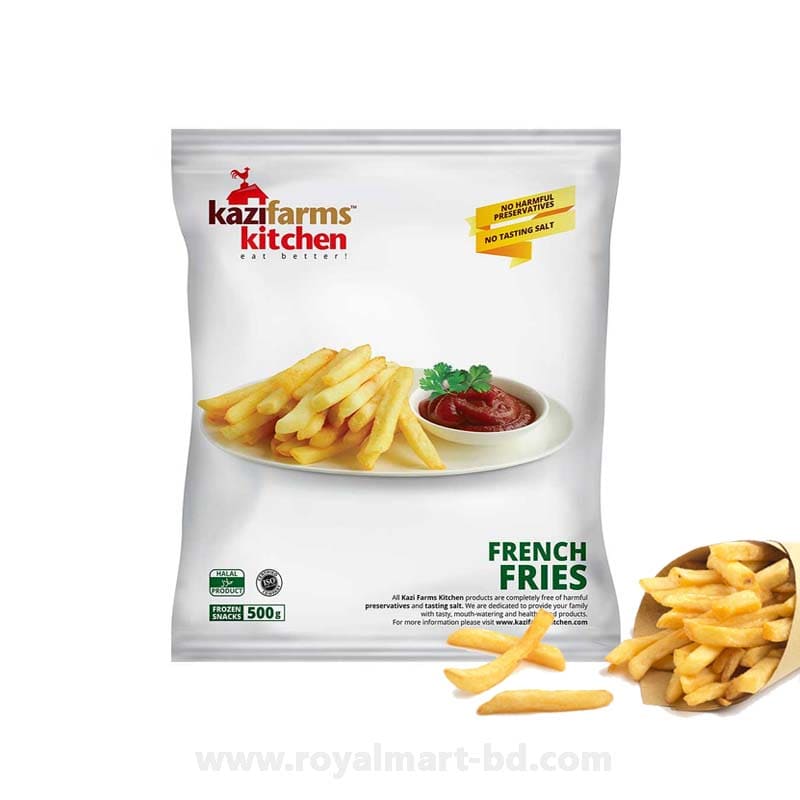 kazifarms™
kitchen
eat better!
NO HARMFUL
PRESERVATIVES
NO TASTING SALT
FRENCH
FRIES
HALAL
PRODUCT
ISO
FROZEN
SNACKS
500g
All Kazi Farms Kitchen products are completely free of harmful
preservatives and tasting salt. We are dedicated to provide your family
with tasty, mouth-watering and products.
For more information please visit
www.royalmart-bd.com